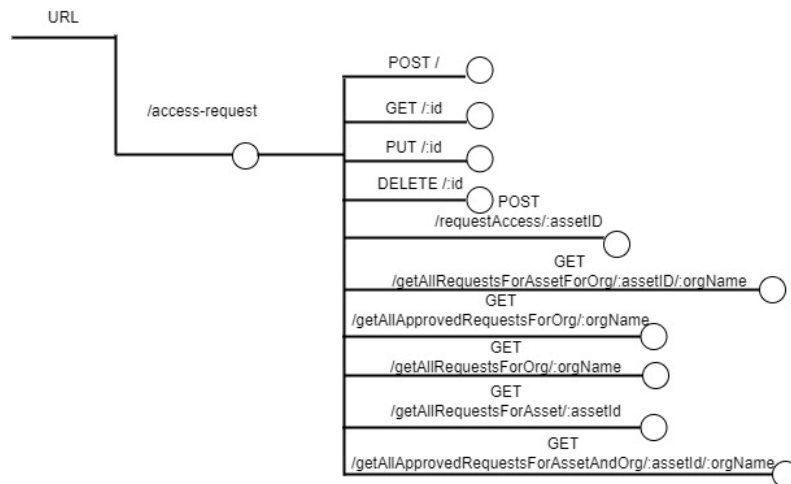 URL
/access-request
POST /
GET /:id
PUT /:id
DELETE /:id
POST
/requestAccess/:assetID
GET
/getAllRequestsForAssetForOrg/:assetID/:orgName
GET
/getAllApprovedRequestsForOrg/:orgName
GET
/getAllRequestsForOrg/:orgName
GET
/getAllRequestsForAsset/:assetId
GET
/getAllApprovedRequestsForAssetAndOrg/:assetId/:orgName